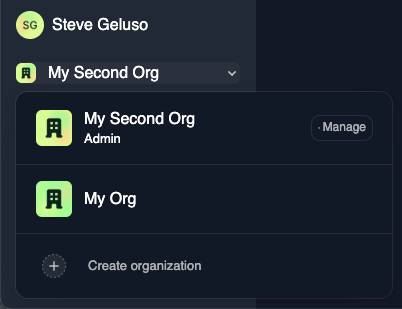 SG Steve Geluso
My Second Org
My Second Org
Admin
· Manage
My Org
Create organization